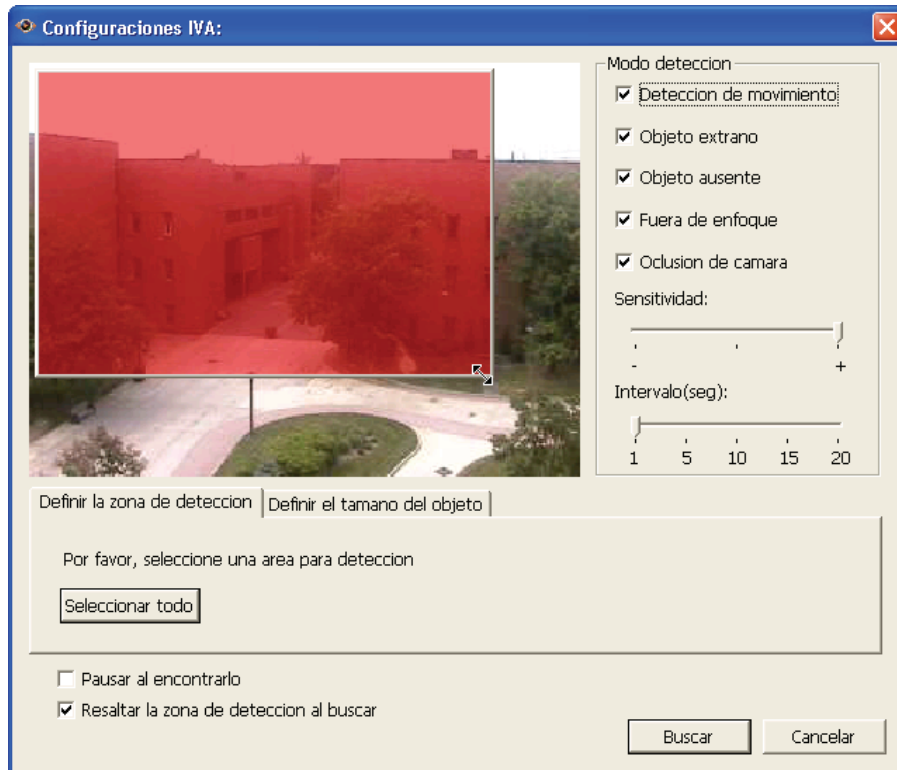 Configuraciones IVA:
Modo deteccion
Deteccion de movimiento
Objeto extrano
Objeto ausente
Fuera de enfoque
Oclusion de camara
Sensitividad:
- +
Intervalo(seg):
1 5 10 15 20
Definir la zona de deteccion
Definir el tamano del objeto
Por favor, seleccione una area para deteccion
Seleccionar todo
Pausar al encontrarlo
Resaltar la zona de deteccion al buscar
Buscar
Cancelar